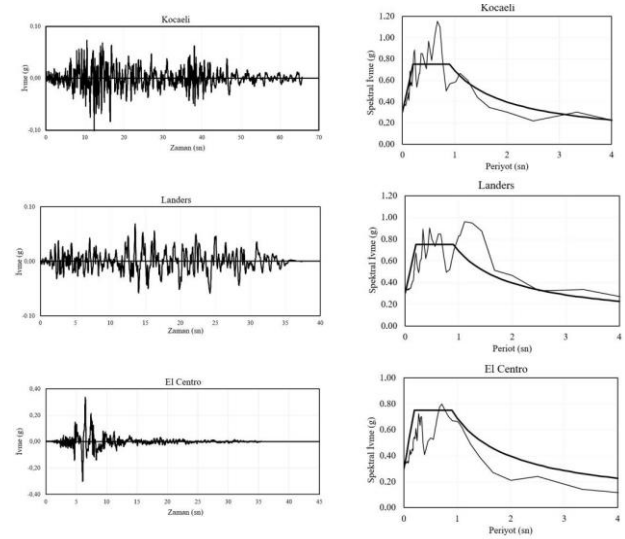 Kocaeli
İvme (g)
0.10
0.00
-0.10
0 10 20 30 40 50 60 70
Zaman (sn)
Kocaeli
Spektral İvme (g)
1.20
1.00
0.80
0.60
0.40
0.20
0.00
0 1 2 3 4
Periyot (sn)
Landers
İvme (g)
0.10
0.00
-0.10
0 5 10 15 20 25 30 35 40
Zaman (sn)
Landers
Spektral İvme (g)
1.20
1.00
0.80
0.60
0.40
0.20
0.00
0 1 2 3 4
Periot (sn)
El Centro
İvme (g)
0,40
0,20
0,00
-0,20
-0,40
0 5 10 15 20 25 30 35 40 45
Zaman (sn)
El Centro
Spektral İvme (g)
1.00
0.80
0.60
0.40
0.20
0.00
0 1 2 3 4
Periyot (sn)